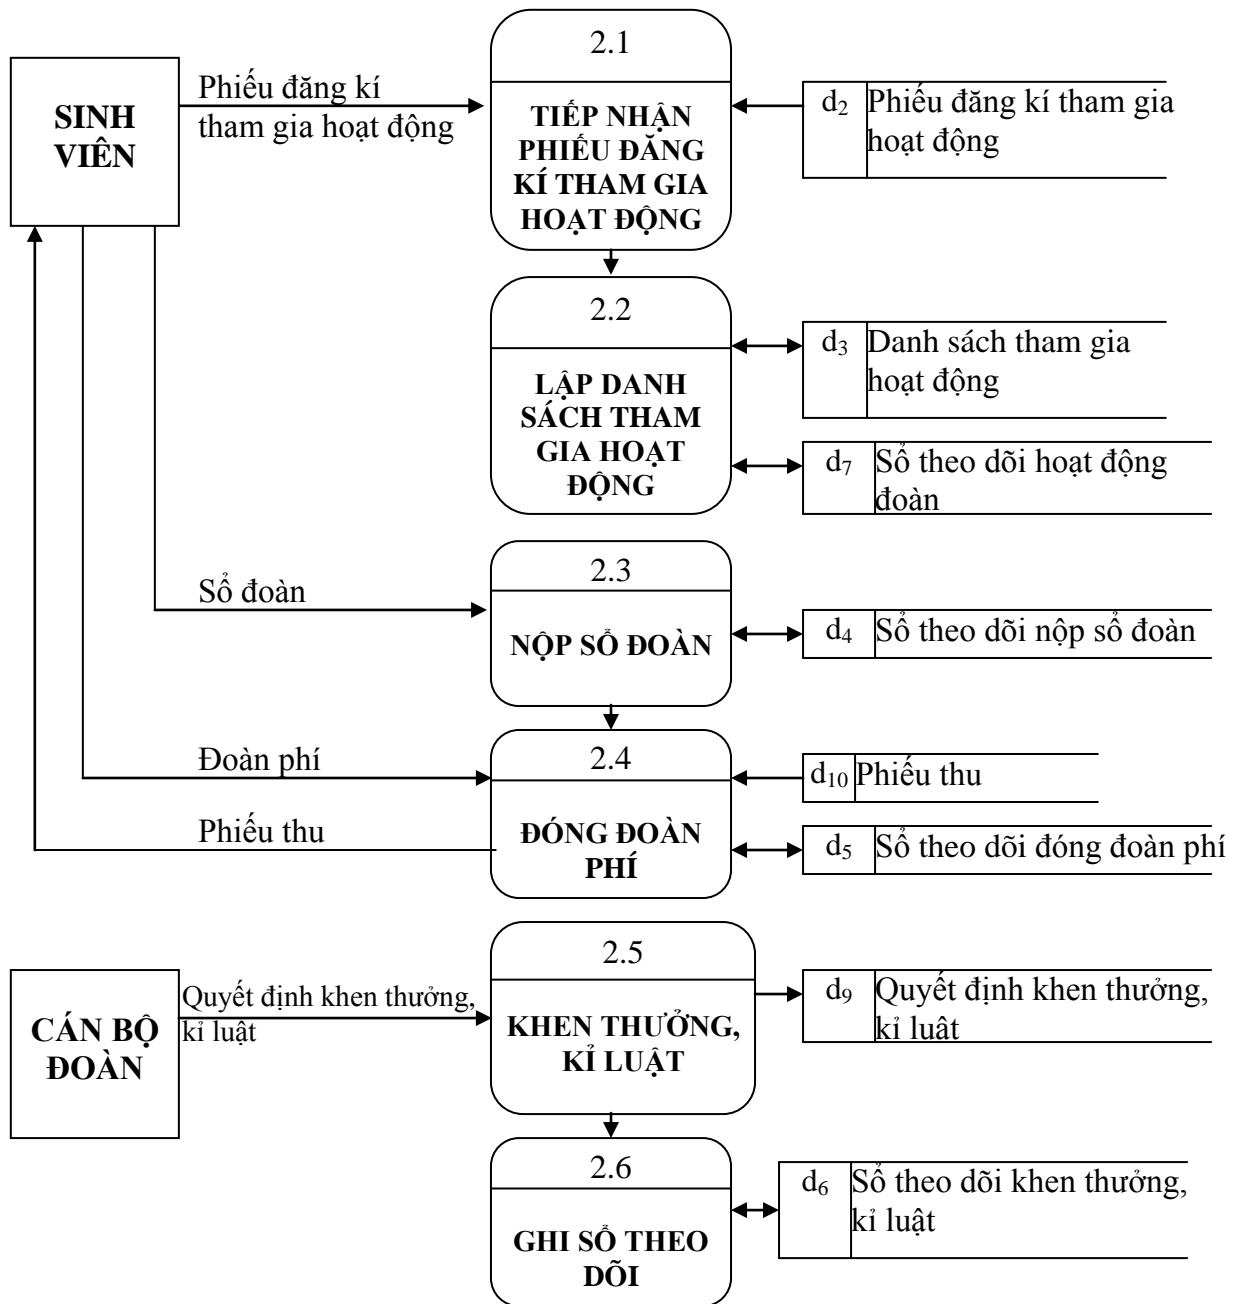 2.1
SINH
VIÊN
Phiếu đăng kí
tham gia hoạt động
TIẾP NHẬN
PHIẾU ĐĂNG
KÍ THAM GIA
HOẠT ĐỘNG
d2
Phiếu đăng kí tham gia
hoạt động
2.2
LẬP DANH
SÁCH THAM
GIA HOẠT
ĐỘNG
d3
Danh sách tham gia
hoạt động
d7
Sổ theo dõi hoạt động
đoàn
Sổ đoàn
2.3
NỘP SỔ ĐOÀN
d4
Sổ theo dõi nộp sổ đoàn
Đoàn phí
Phiếu thu
2.4
ĐÓNG ĐOÀN
PHÍ
d10
Phiếu thu
d5
Sổ theo dõi đóng đoàn phí
CÁN BỘ
ĐOÀN
Quyết định khen thưởng,
kỉ luật
2.5
KHEN THƯỞNG,
KỈ LUẬT
d9
Quyết định khen thưởng,
kỉ luât
2.6
GHI SỔ THEO
DÕI
d6
Sổ theo dõi khen thưởng,
kỉ luật